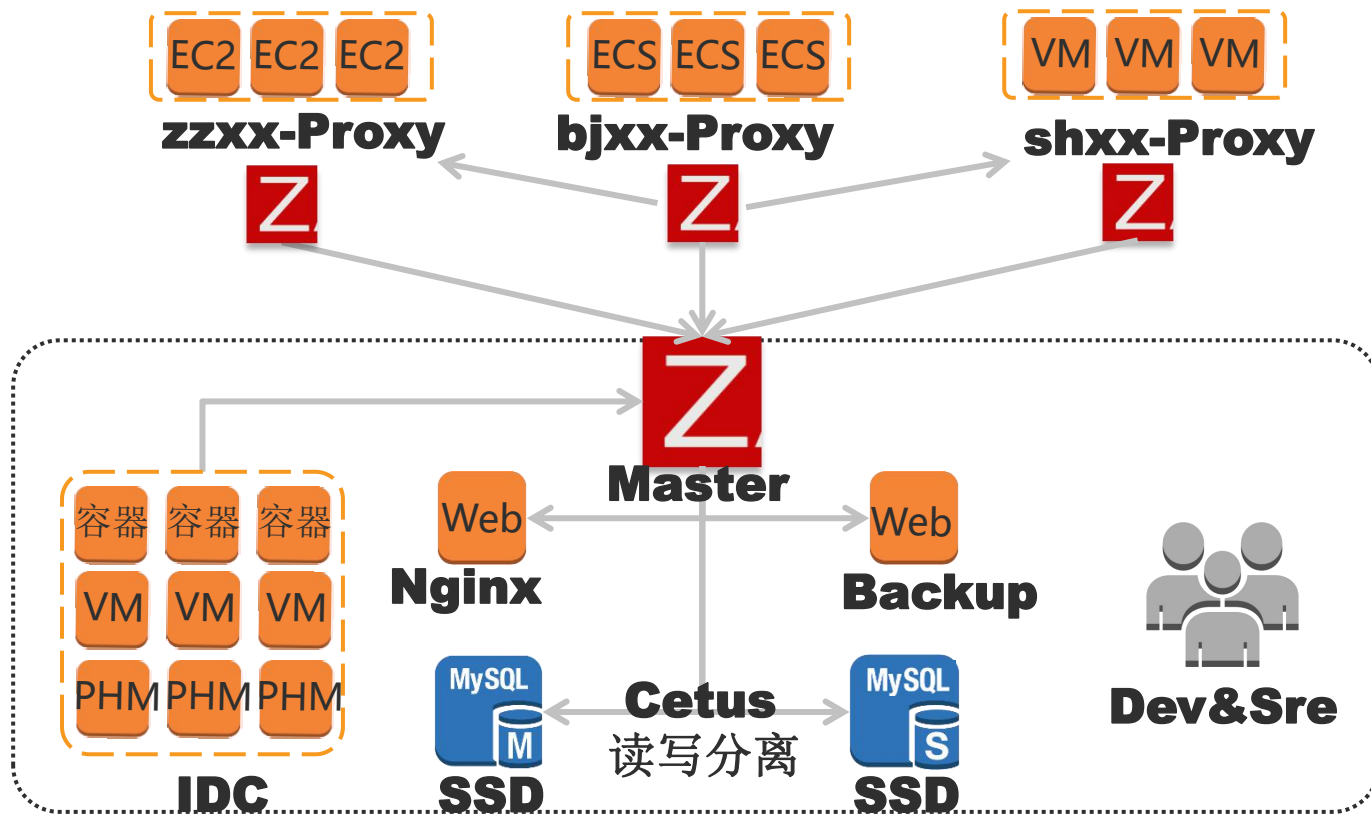 EC2 EC2 EC2
ECS ECS ECS
VM VM VM
zzxx-Proxy
bjxx-Proxy
shxx-Proxy
Z
Z
Z
Z
Master
容器 容器 容器
VM VM VM
PHM PHM PHM
IDC
Web
Nginx
Web
Backup
MySQL
M
SSD
Cetus
读写分离
MySQL
S
SSD
Dev&Sre